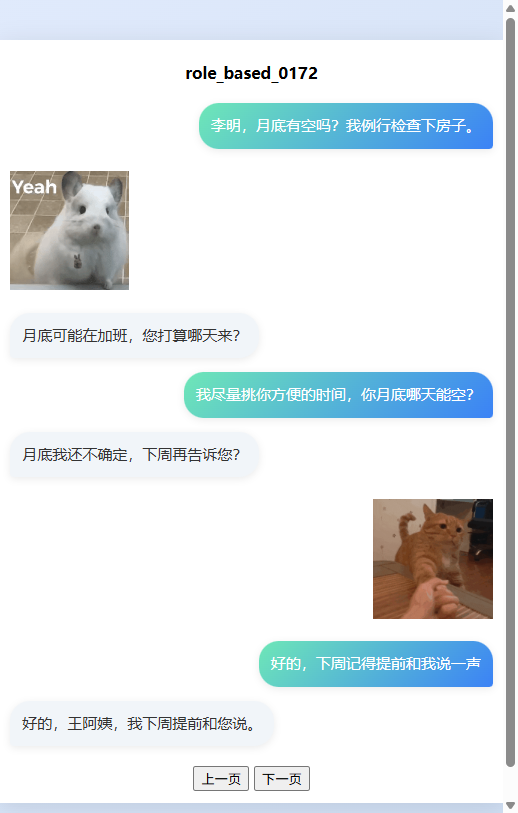 role_based_0172
李明，月底有空吗？我例行检查下房子。
Yeah
月底可能在加班，您打算哪天来？
我尽量挑你方便的时间，你月底哪天能空？
月底我还不确定，下周再告诉您？
好的，下周记得提前和我说一声
好的，王阿姨，我下周提前和您说。
上一页 下一页